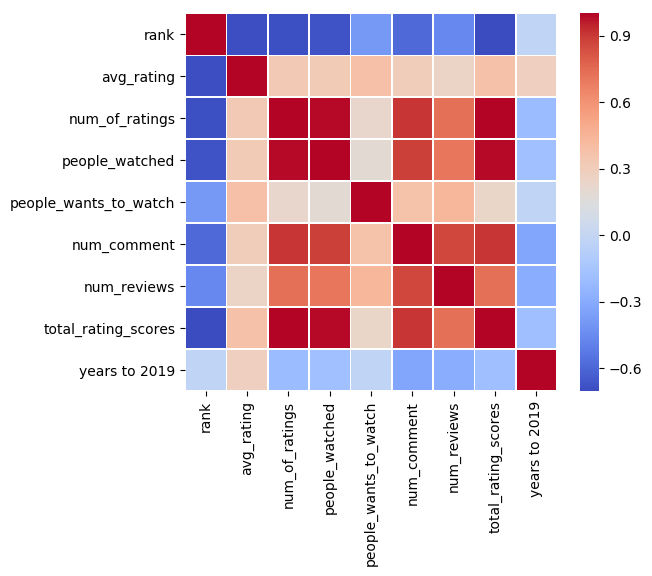 rank
avg_rating
num_of_ratings
people_watched
people_wants_to_watch
num_comment
num_reviews
total_rating_scores
years to 2019
rank
avg_rating
num_of_ratings
people_watched
people_wants_to_watch
num_comment
num_reviews
total_rating_scores
years to 2019
0.9
0.6
0.3
0.0
−0.3
−0.6